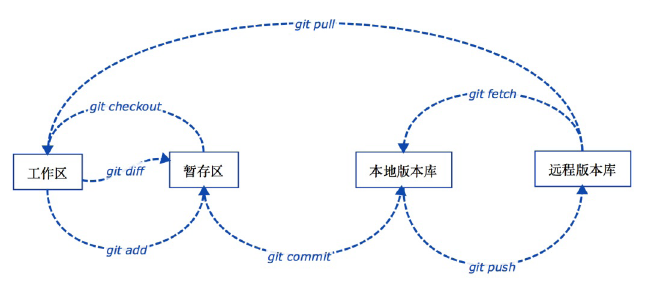 git pull
git checkout
git fetch
工作区
git diff
暂存区
本地版本库
远程版本库
git add
git commit
git push